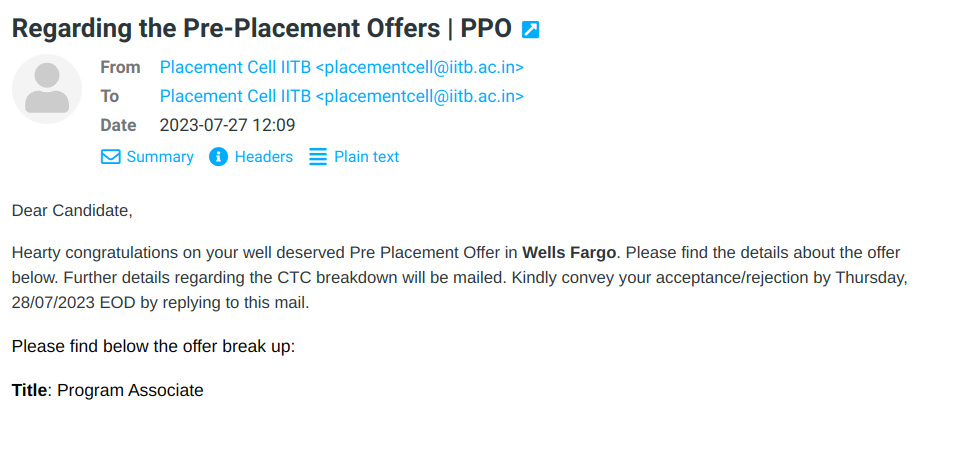 Regarding the Pre-Placement Offers | PPO
From Placement Cell IITB <placementcell@iitb.ac.in>
To Placement Cell IITB <placementcell@iitb.ac.in>
Date 2023-07-27 12:09
Summary Headers Plain text
Dear Candidate,
Hearty congratulations on your well deserved Pre Placement Offer in Wells Fargo. Please find the details about the offer
below. Further details regarding the CTC breakdown will be mailed. Kindly convey your acceptance/rejection by Thursday,
28/07/2023 EOD by replying to this mail.
Please find below the offer break up:
Title: Program Associate